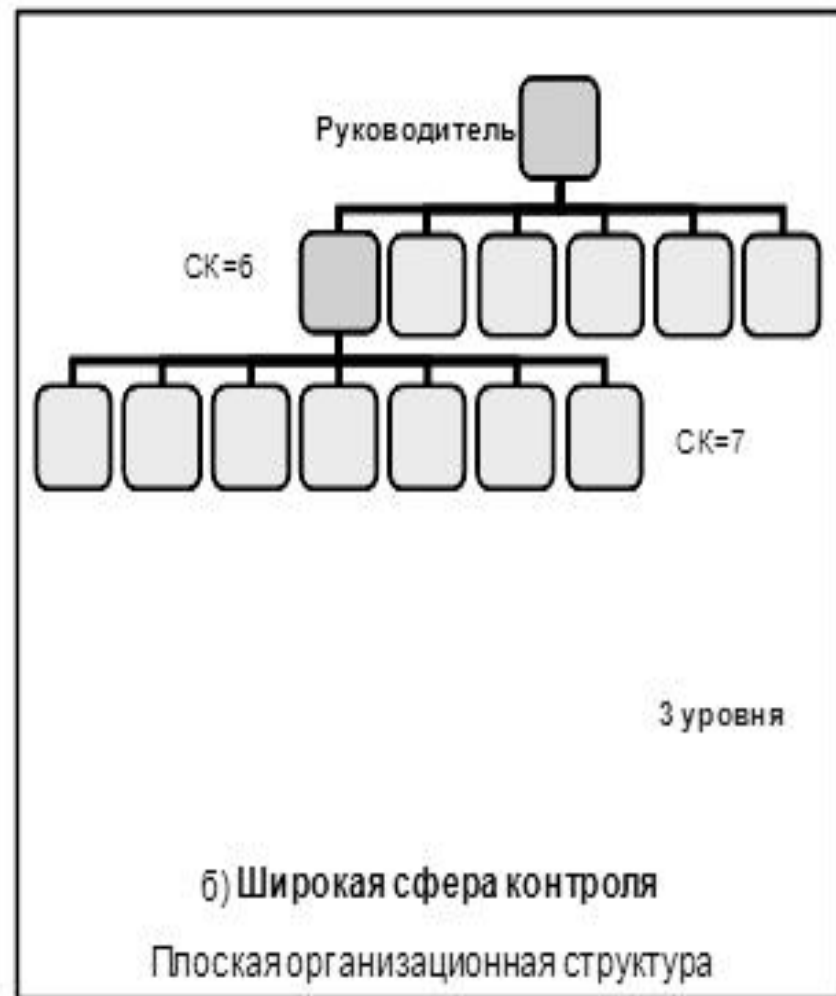 Руководитель
СК=6
СК=7
3 уровня
б) Широкая сфера контроля
Плоская организационная структура